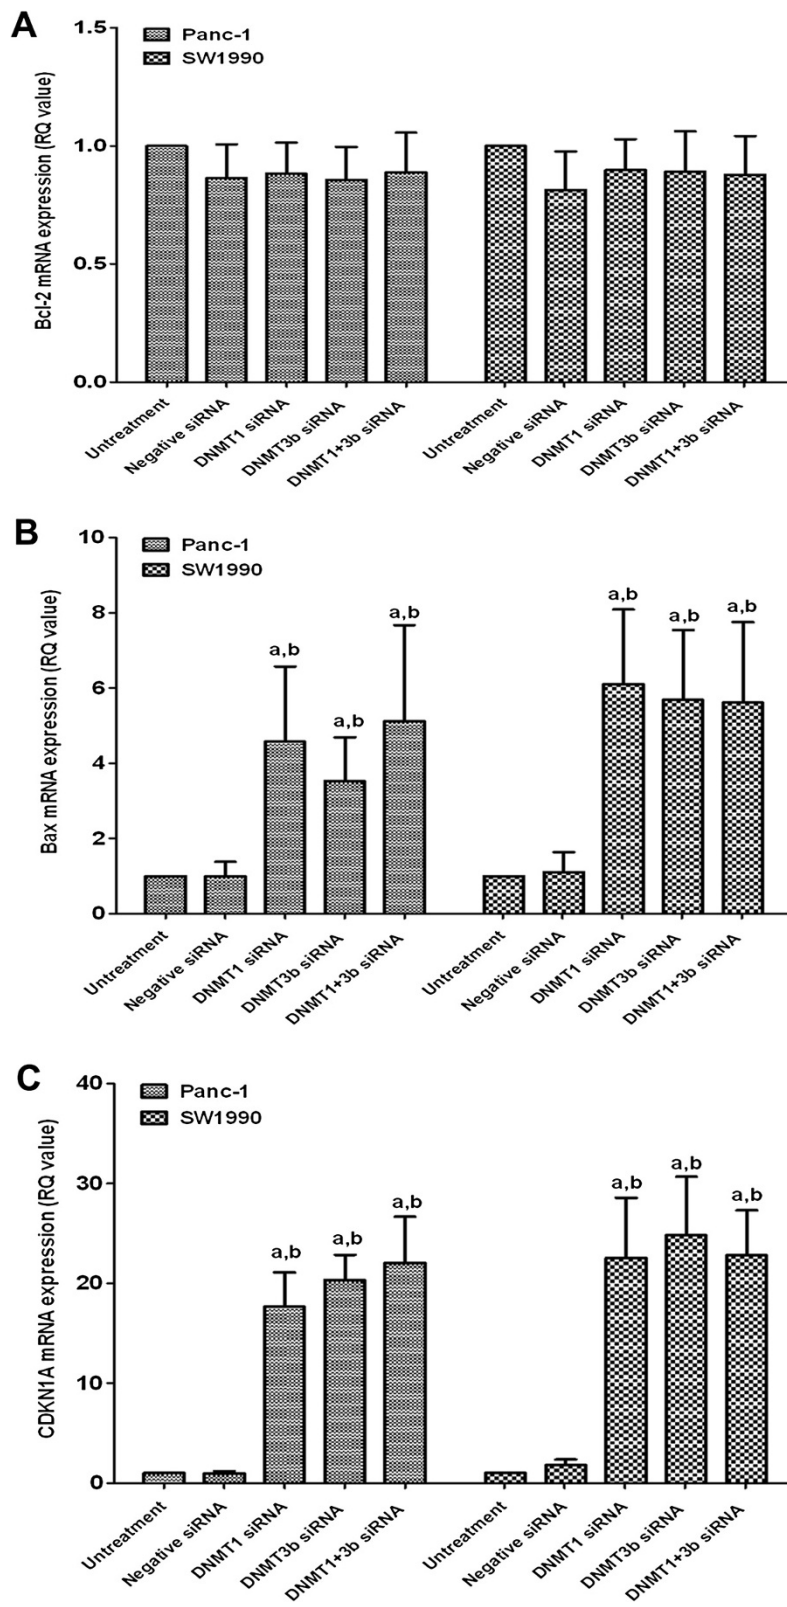 A
Bcl-2 mRNA expression (RQ value)
1.5
1.0
0.5
0.0
Panc-1
SW1990
Untreatment
Negative siRNA
DNMT1 siRNA
DNMT3b siRNA
DNMT1+3b siRNA
Untreatment
Negative siRNA
DNMT1 siRNA
DNMT3b siRNA
DNMT1+3b siRNA
B
Bax mRNA expression (RQ value)
10
8
6
4
2
0
Panc-1
SW1990
a,b
a,b
a,b
a,b
a,b
a,b
Untreatment
Negative siRNA
DNMT1 siRNA
DNMT3b siRNA
DNMT1+3b siRNA
Untreatment
Negative siRNA
DNMT1 siRNA
DNMT3b siRNA
DNMT1+3b siRNA
C
CDKN1A mRNA expression (RQ value)
40
30
20
10
0
Panc-1
SW1990
a,b
a,b
a,b
a,b
a,b
a,b
Untreatment
Negative siRNA
DNMT1 siRNA
DNMT3b siRNA
DNMT1+3b siRNA
Untreatment
Negative siRNA
DNMT1 siRNA
DNMT3b siRNA
DNMT1+3b siRNA